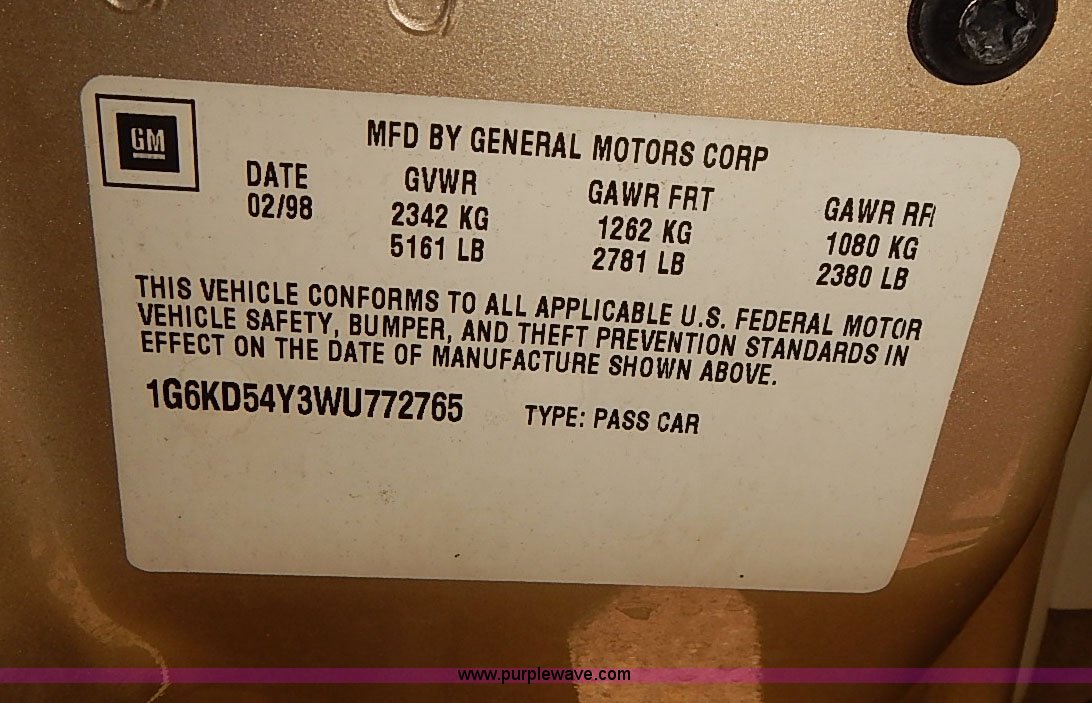 GM
MFD BY GENERAL MOTORS CORP
DATE GVWR GAWR FRT GAWR RR
02/98 2342 KG 1262 KG 1080 KG
5161 LB 2781 LB 2380 LB
THIS VEHICLE CONFORMS TO ALL APPLICABLE U.S. FEDERAL MOTOR
VEHICLE SAFETY, BUMPER, AND THEFT PREVENTION STANDARDS IN
EFFECT ON THE DATE OF MANUFACTURE SHOWN ABOVE.
1G6KD54Y3WU772765 TYPE: PASS CAR
www.purplewave.com